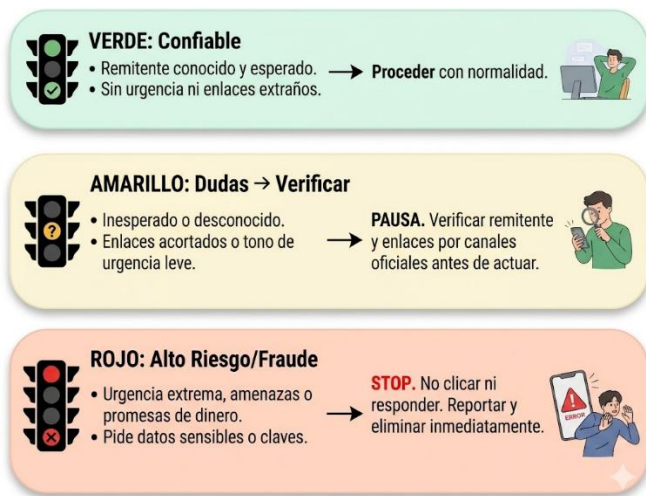 VERDE: Confiable
• Remitente conocido y esperado.
• Sin urgencia ni enlaces extraños.
Proceder con normalidad.
AMARILLO: Dudas → Verificar
?
• Inesperado o desconocido.
• Enlaces acortados o tono de
urgencia leve.
PAUSA. Verificar remitente
y enlaces por canales
oficiales antes de actuar.
ROJO: Alto Riesgo/Fraude
• Urgencia extrema, amenazas o
promesas de dinero.
• Pide datos sensibles o claves.
STOP. No clicar ni
responder. Reportar y
eliminar inmediatamente.
ERROR